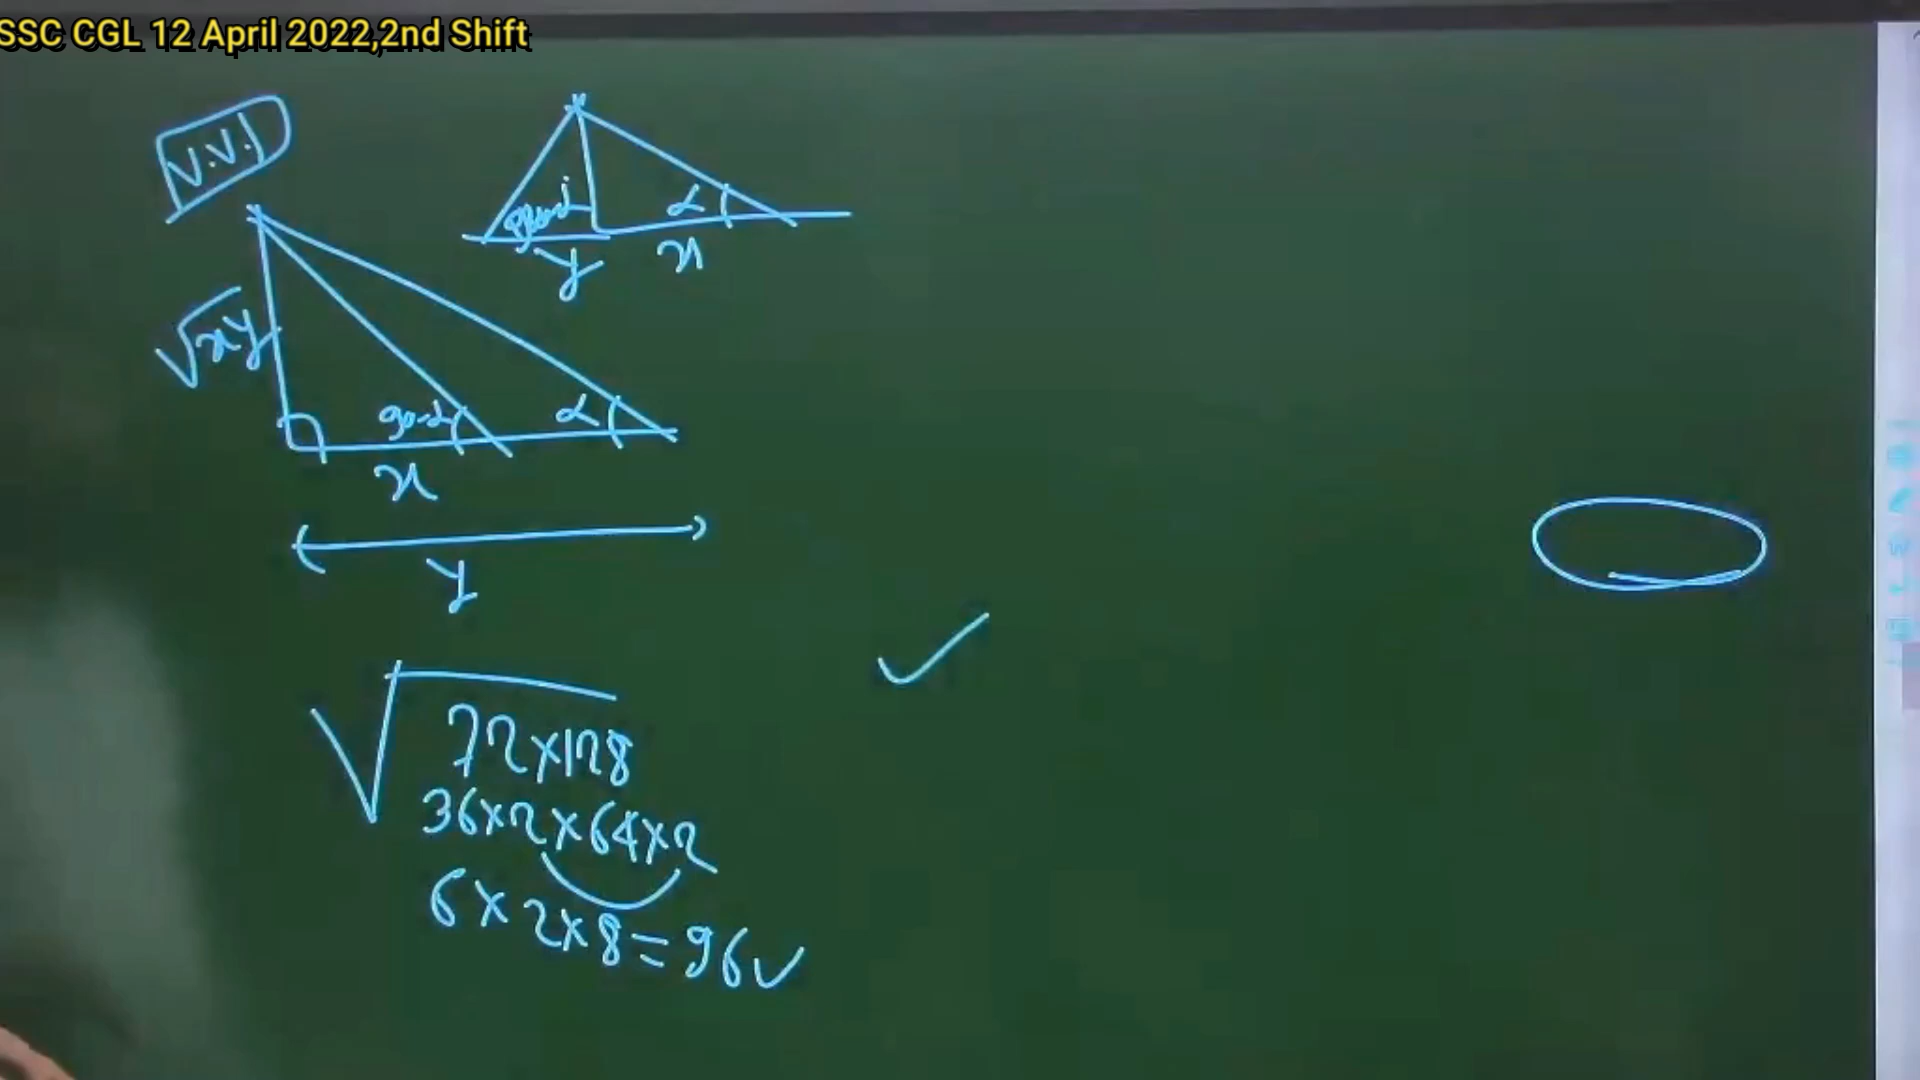 SSC CGL 12 April 2022,2nd Shift
V.V.I
90-α α
y x
√xy
90-α α
x
y
√72×128
36×2×64×2
6×2×8=96✓